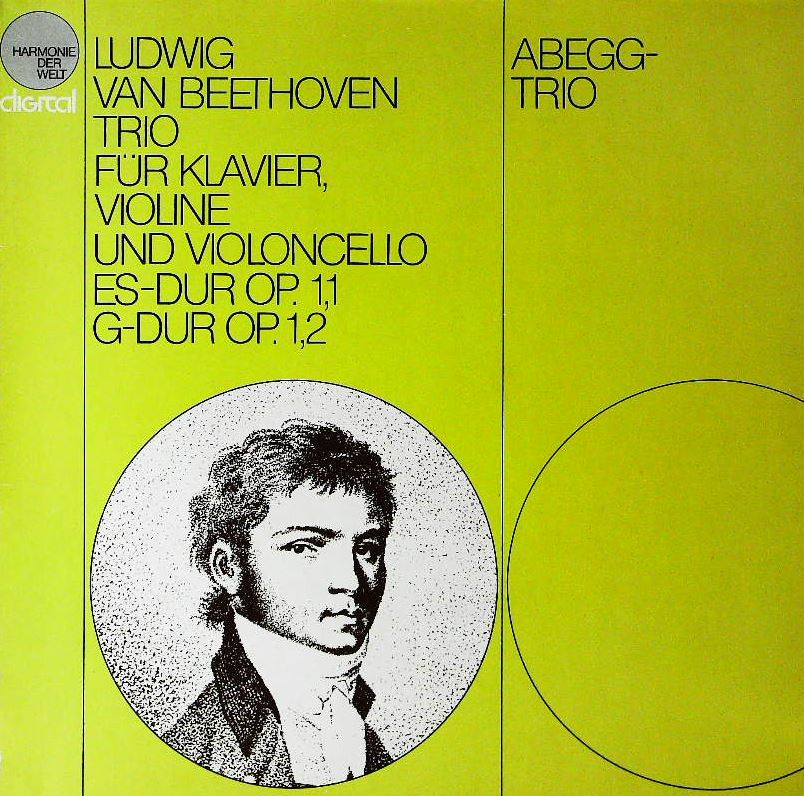 HARMONIE
DER
WELT
digital
LUDWIG
VAN BEETHOVEN
TRIO
FÜR KLAVIER,
VIOLINE
UND VIOLONCELLO
ES-DUR OP. 1,1
G-DUR OP. 1,2
ABEGG-
TRIO